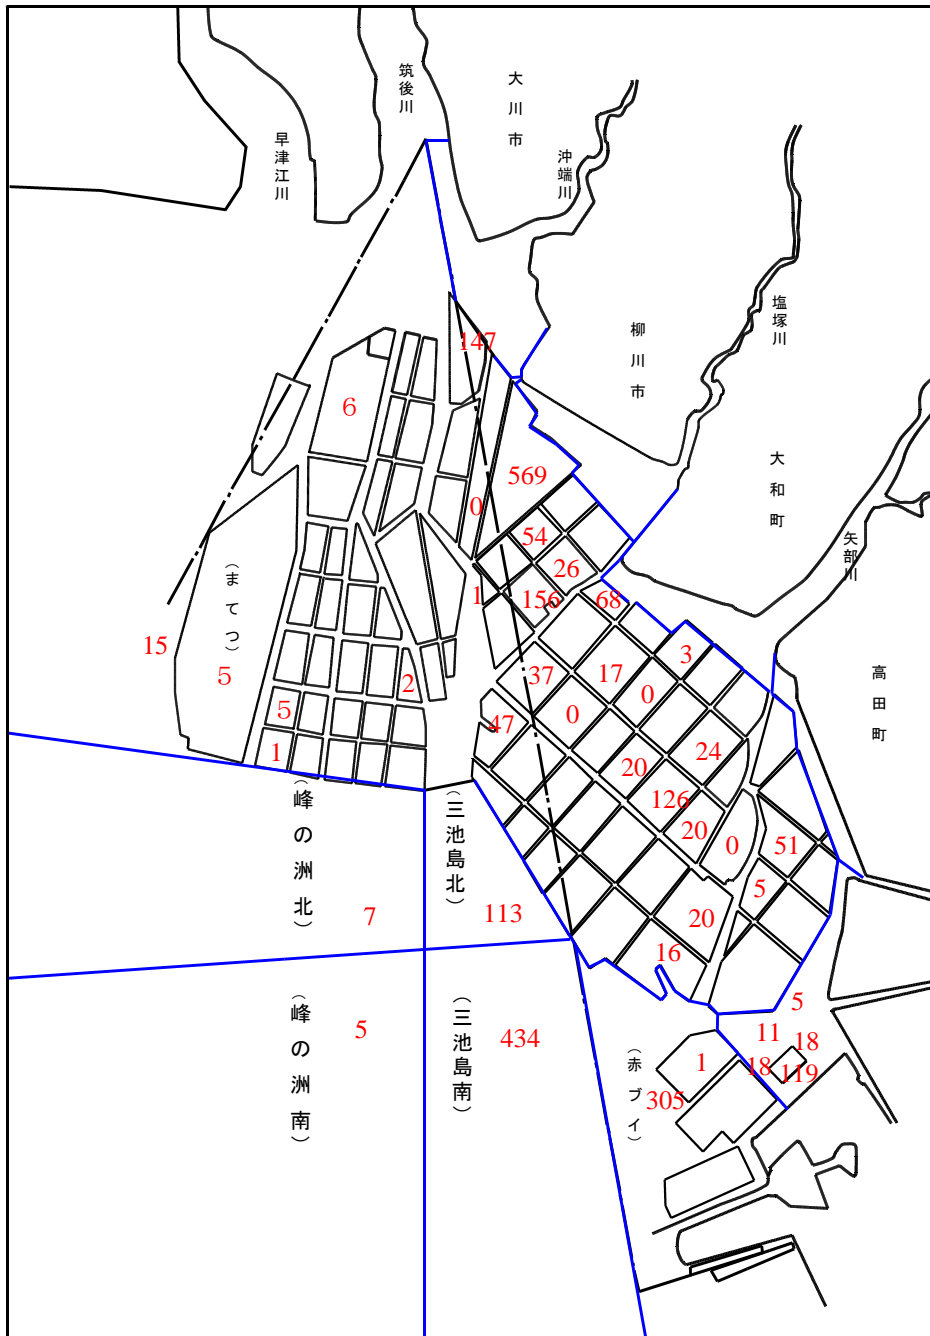 筑後川
大川市
早津江川
沖端川
塩塚川
柳川市
147
6
大和町
569
0
54
矢部川
26
(まてつ)
1
156
68
15
3
37
17
5
2
0
高田町
5
47
0
24
1
20
(峰の洲北)
(三池島北)
126
20
0
51
5
7
113
20
16
(峰の洲南)
(三池島南)
5
5
434
11
18
(赤ブイ)
1
18
119
305